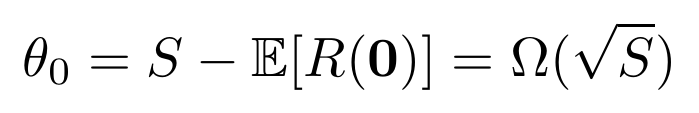 θ₀ = S − 𝔼[R(𝟎)] = Ω(√S)